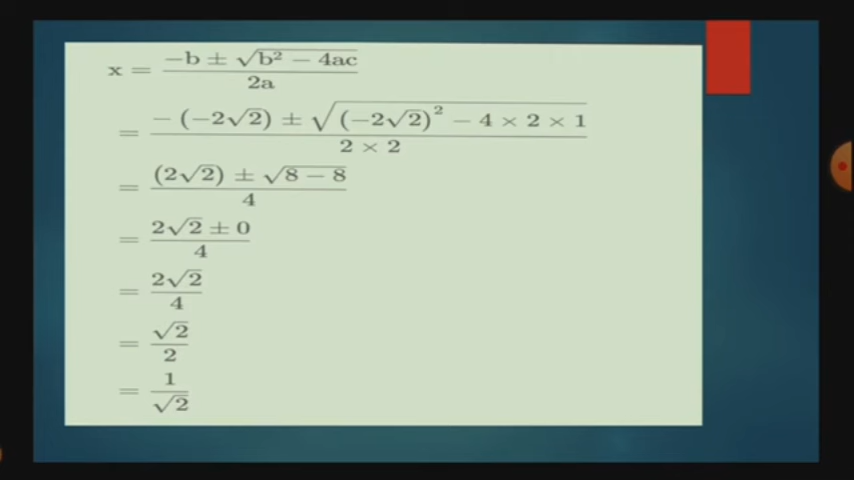 x = (−b ± √(b² − 4ac)) / 2a
= (−(−2√2) ± √((−2√2)² − 4 × 2 × 1)) / (2 × 2)
= ((2√2) ± √(8 − 8)) / 4
= (2√2 ± 0) / 4
= 2√2 / 4
= √2 / 2
= 1 / √2